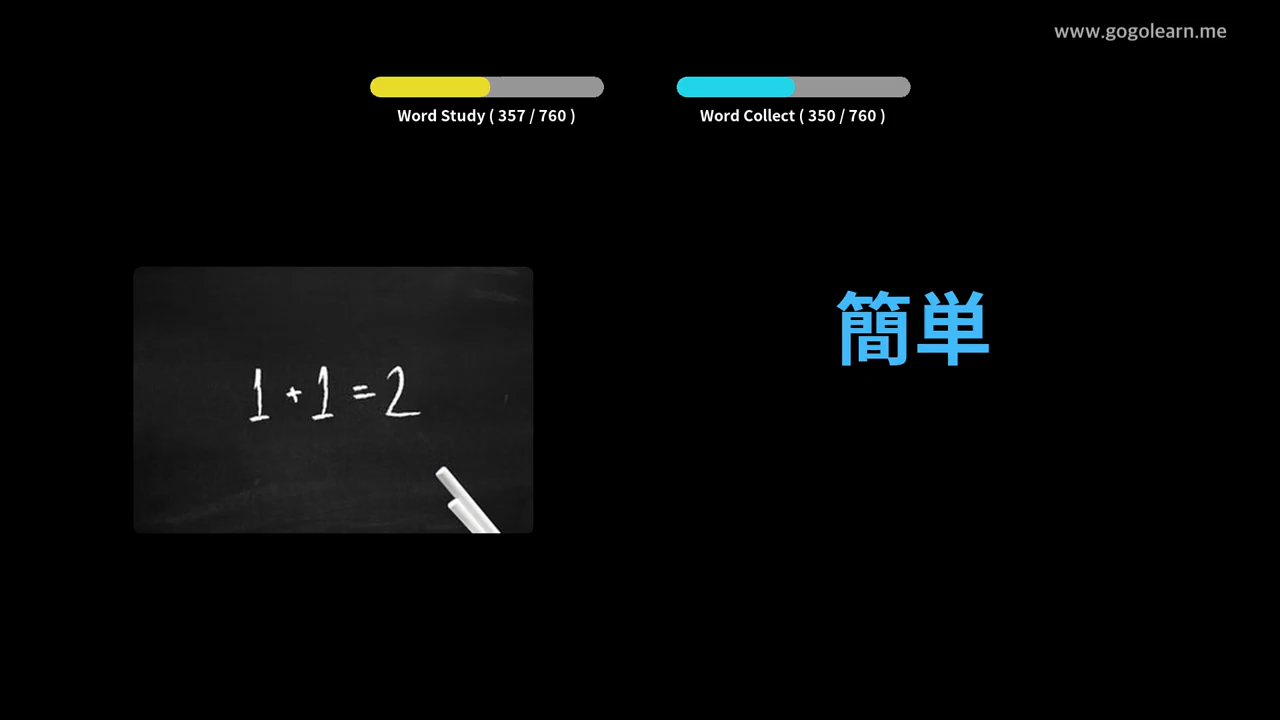 www.gogolearn.me
Word Study ( 357 / 760 )
Word Collect ( 350 / 760 )
簡単
1 + 1 = 2